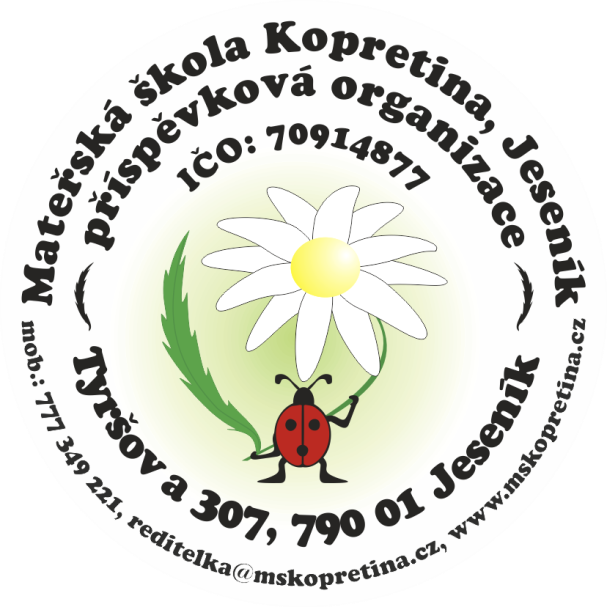 Mateřská škola Kopretina, Jeseník
příspěvková organizace
IČO: 70914877
Tyršova 307, 790 01 Jeseník
mob.: 777 349 221, reditelka@mskopretina.cz, www.mskopretina.cz